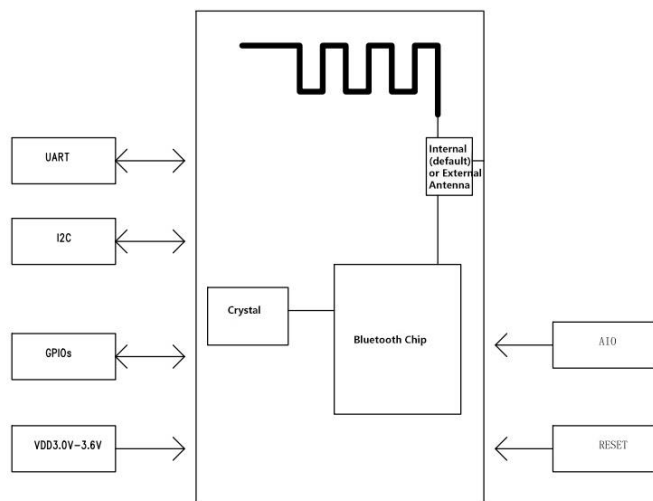 UART
I2C
GPIOs
VDD3.0V-3.6V
Internal
(default)
or External
Antenna
Crystal
Bluetooth Chip
AIO
RESET